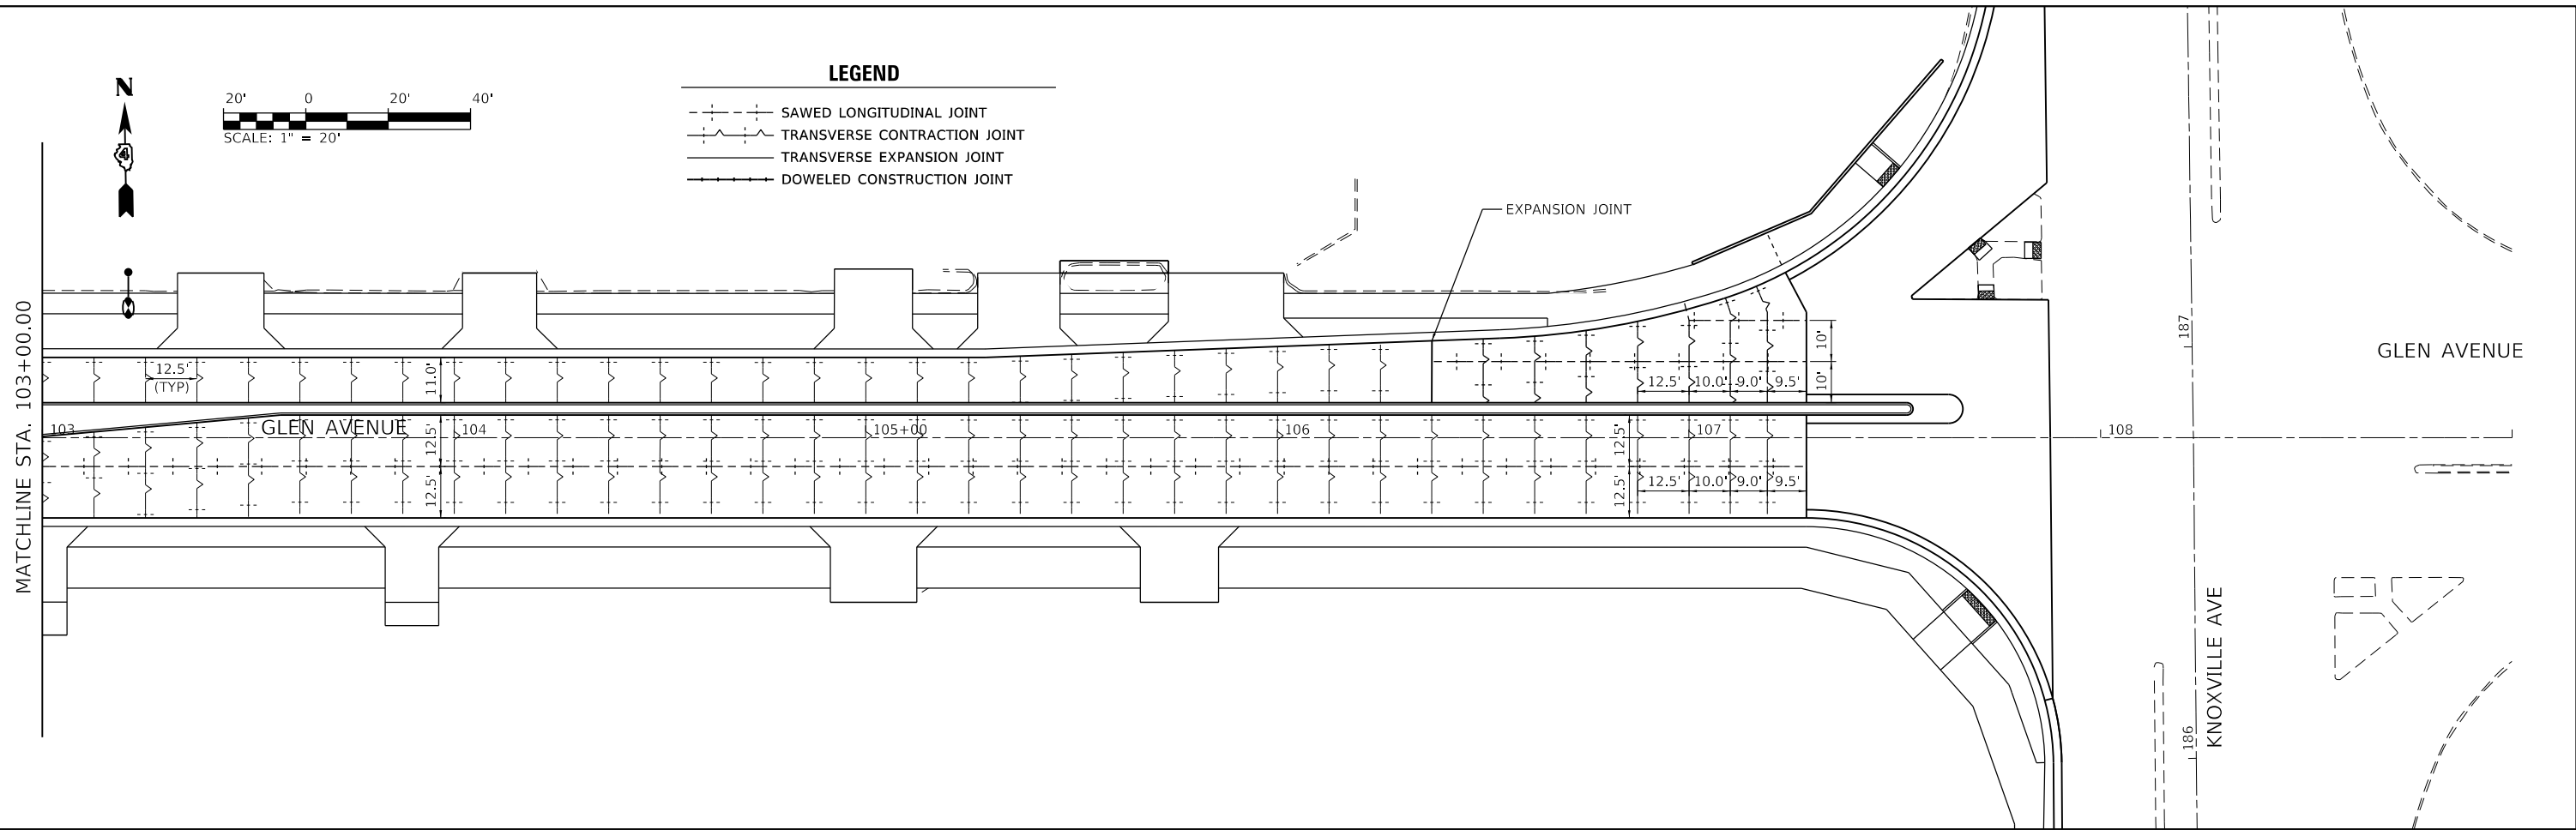 LEGEND
N
20' 0 20' 40'
SCALE: 1" = 20'
4
SAWED LONGITUDINAL JOINT
TRANSVERSE CONTRACTION JOINT
TRANSVERSE EXPANSION JOINT
DOWELED CONSTRUCTION JOINT
EXPANSION JOINT
MATCHLINE STA. 103+00.00
12.5'
(TYP)
11.0'
10'
10'
12.5' 10.0' 9.0' 9.5'
103
GLEN AVENUE
104
105+00
106
107
108
12.5'
12.5'
12.5'
12.5'
12.5' 10.0' 9.0' 9.5'
187
GLEN AVENUE
186
KNOXVILLE AVE